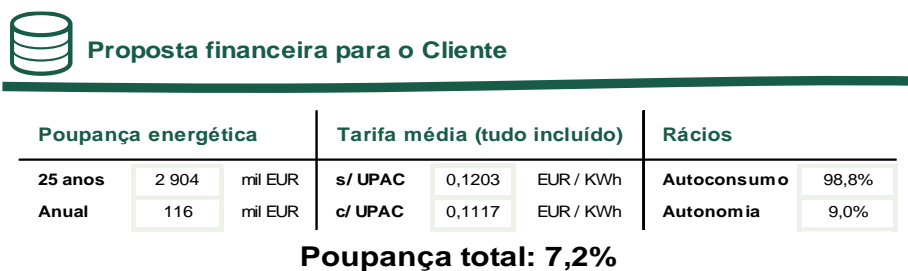 Proposta financeira para o Cliente
Poupança energética Tarifa média (tudo incluído) Rácios
25 anos 2 904 mil EUR s/ UPAC 0,1203 EUR / KWh Autoconsumo 98,8%
Anual 116 mil EUR c/ UPAC 0,1117 EUR / KWh Autonomia 9,0%
Poupança total: 7,2%